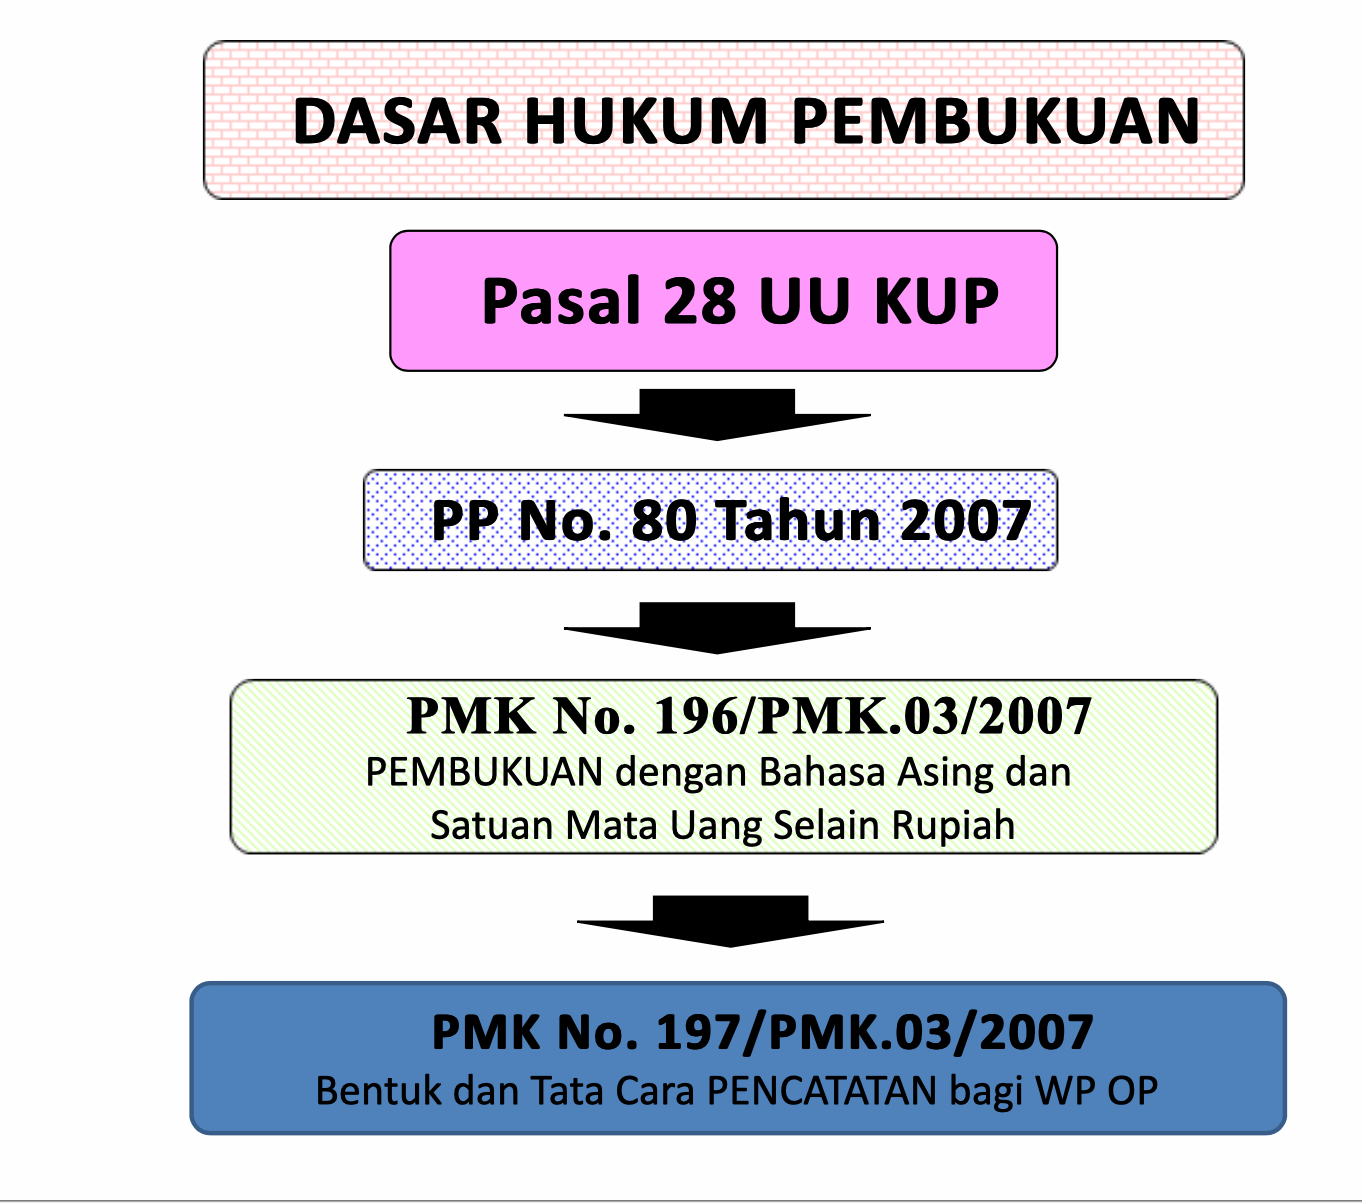 DASAR HUKUM PEMBUKUAN
Pasal 28 UU KUP
PP No. 80 Tahun 2007
PMK No. 196/PMK.03/2007
PEMBUKUAN dengan Bahasa Asing dan
Satuan Mata Uang Selain Rupiah
PMK No. 197/PMK.03/2007
Bentuk dan Tata Cara PENCATATAN bagi WP OP